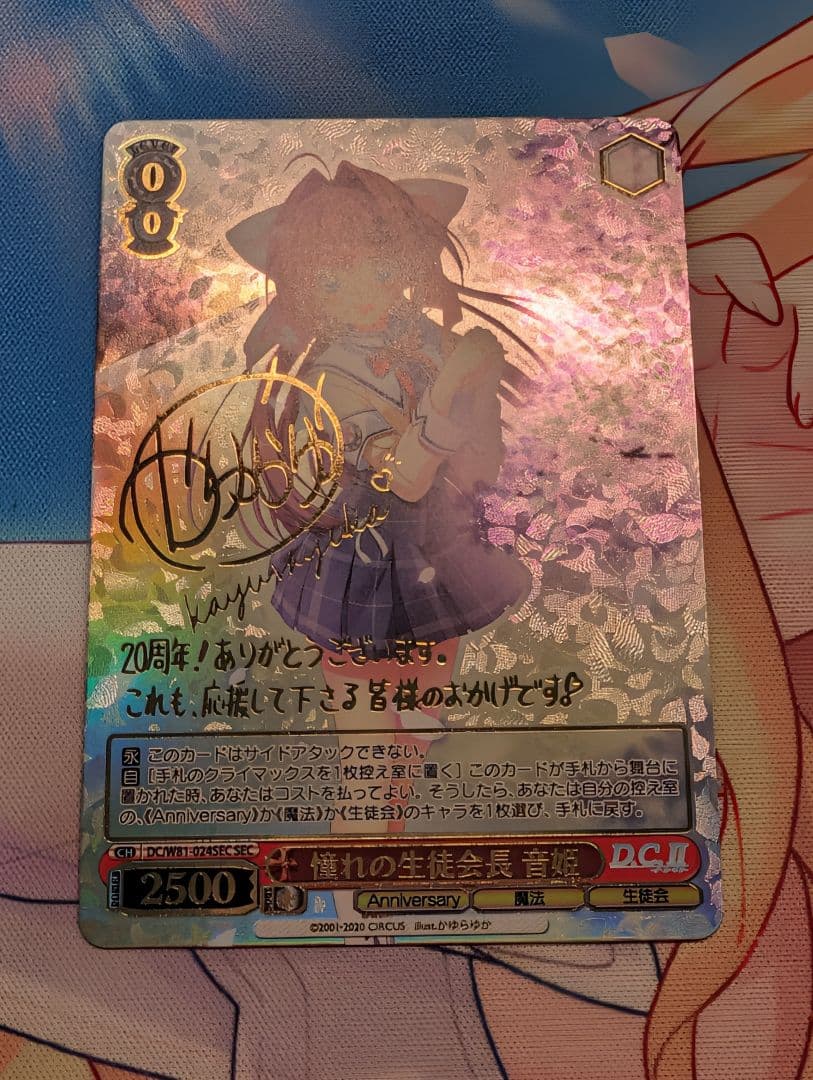 0
0
かゆらゆか
Kayurayuka
20周年！ありがとうございます。
これも、応援して下さる皆様のおかげです
永 このカードはサイドアタックできない。
自 [手札のクライマックスを1枚控え室に置く] このカードが手札から舞台に
置かれた時、あなたはコストを払ってよい。そうしたら、あなたは自分の控え室
の、《Anniversary》か《魔法》か《生徒会》のキャラを1枚選び、手札に戻す。
CH DC/W81-024SEC SEC
憧れの生徒会長 音姫
D.C.II
2500
Anniversary 魔法 生徒会
©2001-2020 CIRCUS illust.かゆらゆか